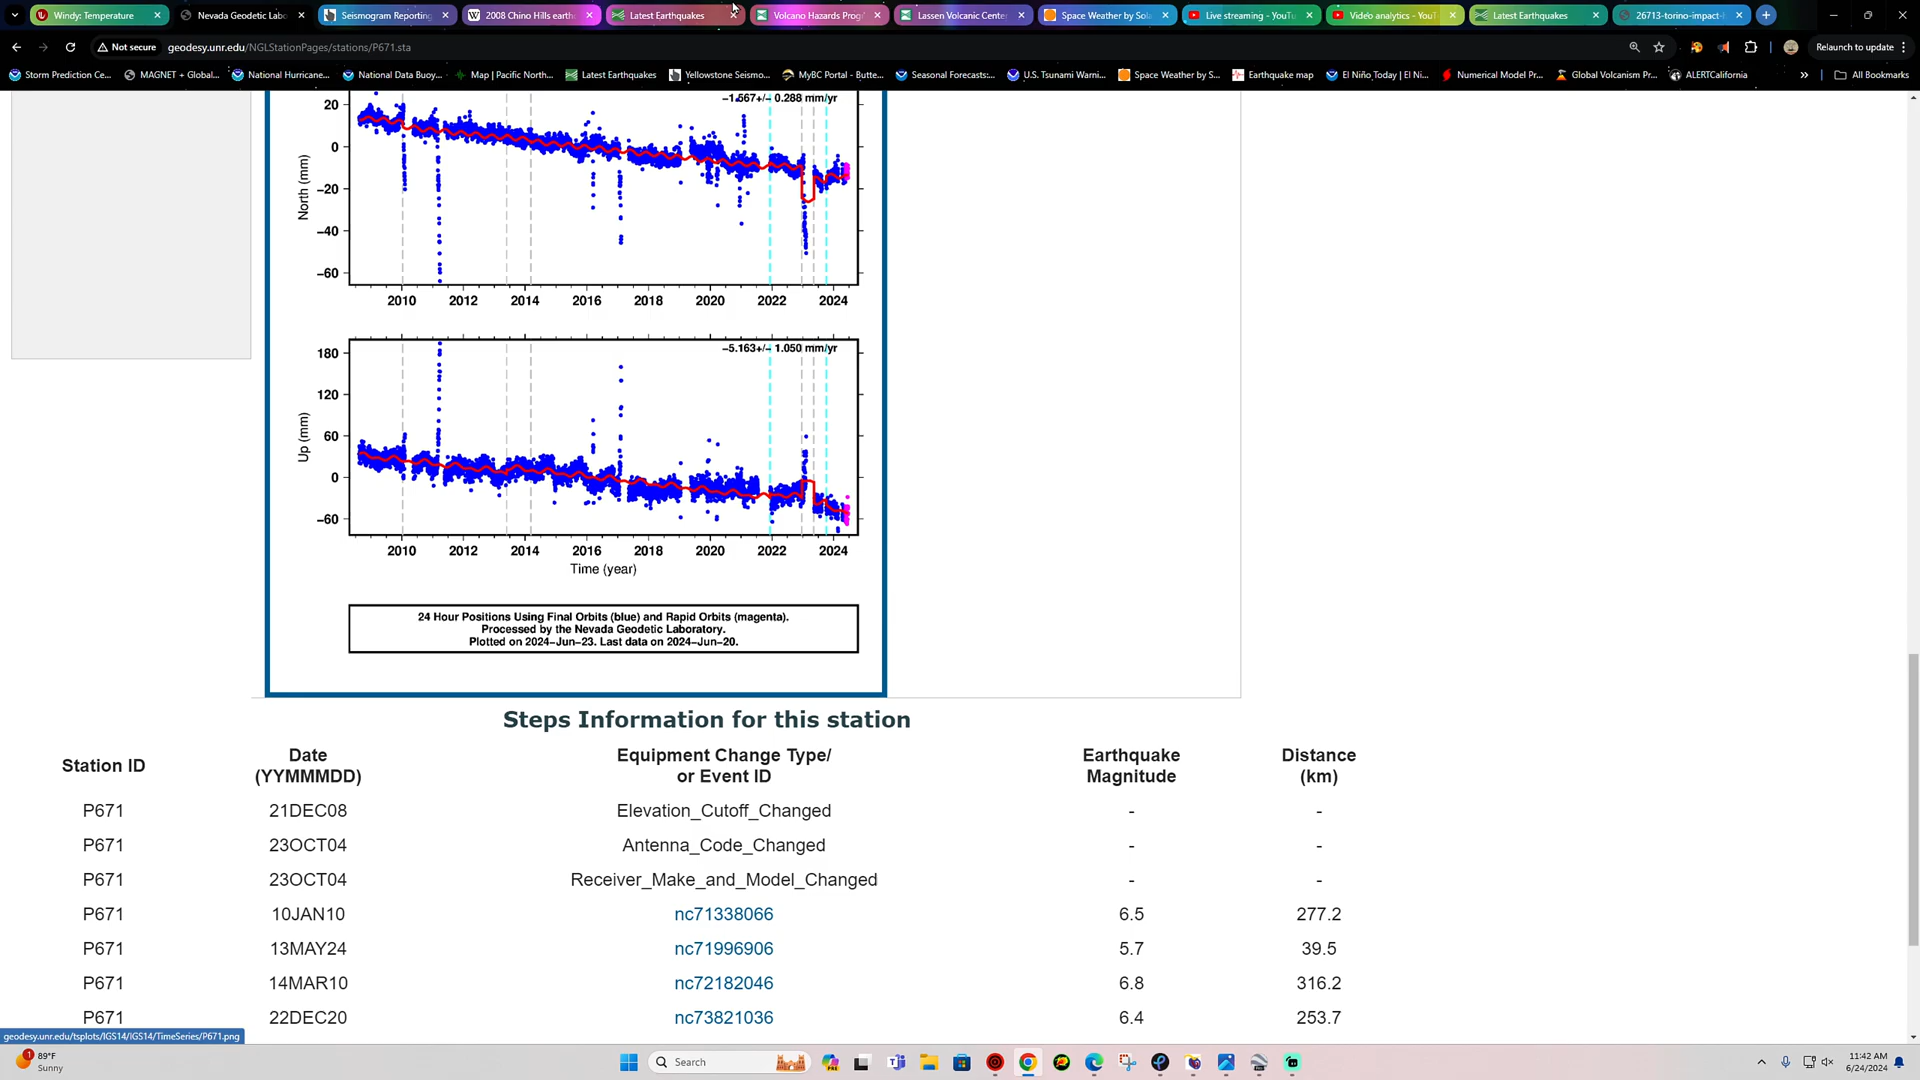 Windy: Temperature
Nevada Geodetic Labo
Seismogram Reporting
2008 Chino Hills earth
Latest Earthquakes
Volcano Hazards Prog
Lassen Volcanic Center
Space Weather by Sola
Live streaming - YouTu
Video analytics - YouTu
Latest Earthquakes
26713-torino-impact-
Not secure
geodesy.unr.edu/NGLStationPages/stations/P671.sta
Relaunch to update
Storm Prediction Ce...
MAGNET + Global...
National Hurricane...
National Data Buoy...
Map | Pacific North...
Latest Earthquakes
Yellowstone Seismo...
MyBC Portal - Butte...
Seasonal Forecasts:...
U.S. Tsunami Warni...
Space Weather by S...
Earthquake map
El Niño Today | El Ni...
Numerical Model Pr...
Global Volcanism Pr...
ALERTCalifornia
All Bookmarks
−1.567+/− 0.288 mm/yr
North (mm)
20
0
−20
−40
−60
2010 2012 2014 2016 2018 2020 2022 2024
−5.163+/− 1.050 mm/yr
Up (mm)
180
120
60
0
−60
2010 2012 2014 2016 2018 2020 2022 2024
Time (year)
24 Hour Positions Using Final Orbits (blue) and Rapid Orbits (magenta).
Processed by the Nevada Geodetic Laboratory.
Plotted on 2024−Jun−23. Last data on 2024−Jun−20.
Steps Information for this station
Station ID Date (YYMMMDD) Equipment Change Type/ or Event ID Earthquake Magnitude Distance (km)
P671 21DEC08 Elevation_Cutoff_Changed - -
P671 23OCT04 Antenna_Code_Changed - -
P671 23OCT04 Receiver_Make_and_Model_Changed - -
P671 10JAN10 nc71338066 6.5 277.2
P671 13MAY24 nc71996906 5.7 39.5
P671 14MAR10 nc72182046 6.8 316.2
P671 22DEC20 nc73821036 6.4 253.7
geodesy.unr.edu/tsplots/IGS14/IGS14/TimeSeries/P671.png
1
89°F
Sunny
Search
PRE
11:42 AM
6/24/2024